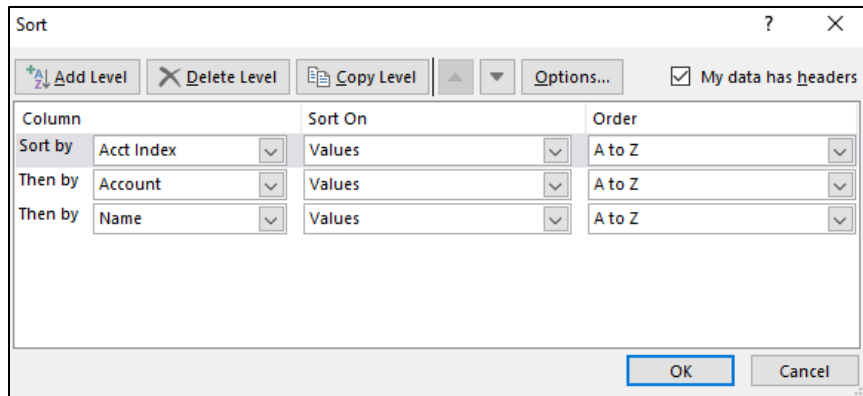 Sort ? ×
Add Level Delete Level Copy Level Options... My data has headers
Column Sort On Order
Sort by Acct Index Values A to Z
Then by Account Values A to Z
Then by Name Values A to Z
OK Cancel